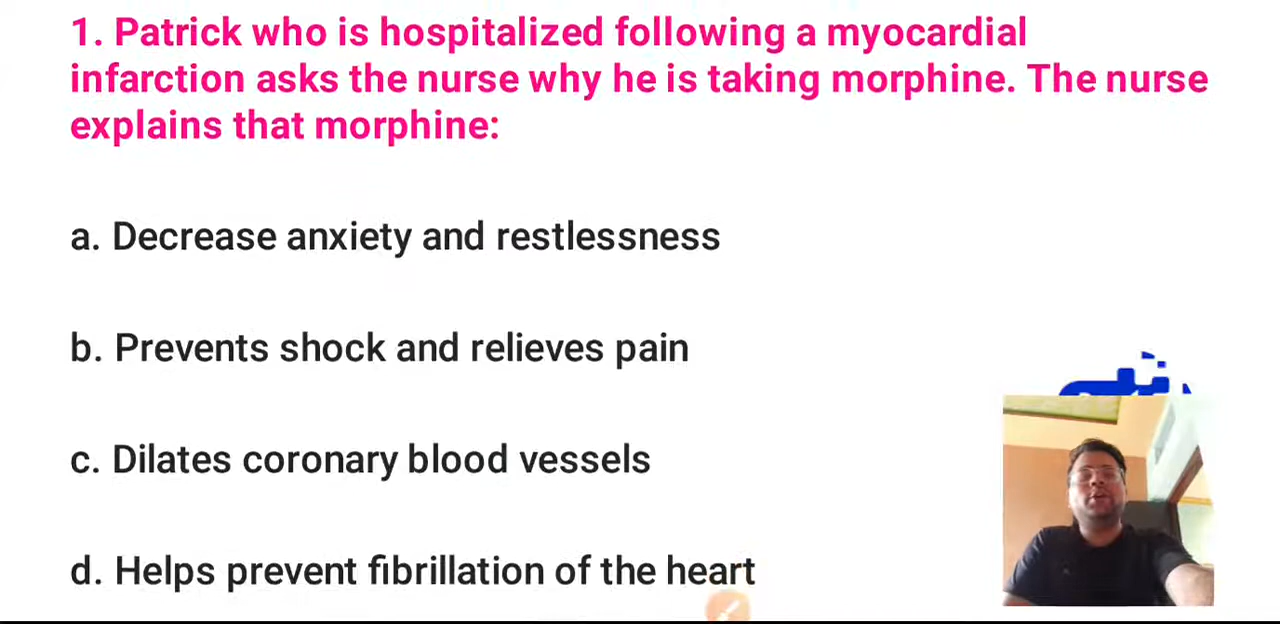 1. Patrick who is hospitalized following a myocardial
infarction asks the nurse why he is taking morphine. The nurse
explains that morphine:
a. Decrease anxiety and restlessness
b. Prevents shock and relieves pain
c. Dilates coronary blood vessels
d. Helps prevent fibrillation of the heart